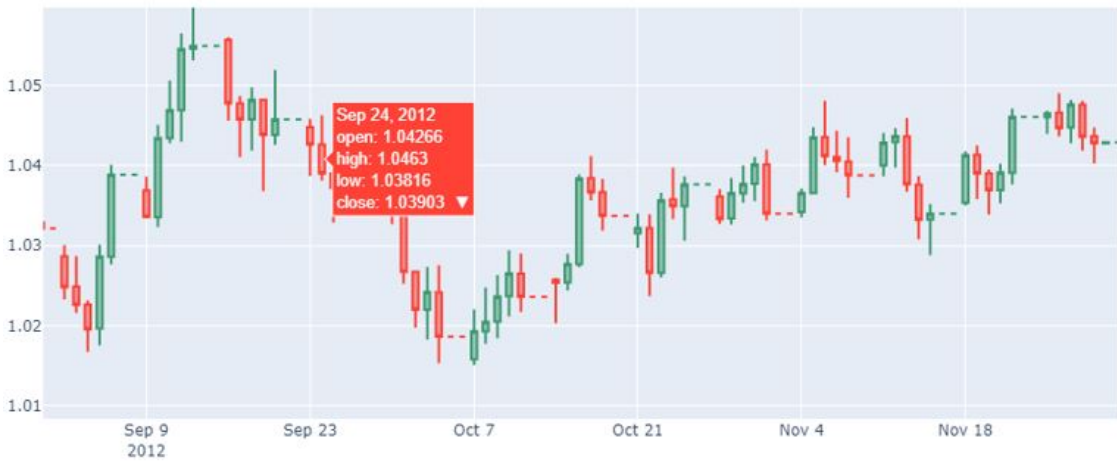 1.05
1.04
1.03
1.02
1.01
Sep 24, 2012
open: 1.04266
high: 1.0463
low: 1.03816
close: 1.03903 ▼
Sep 9
2012
Sep 23
Oct 7
Oct 21
Nov 4
Nov 18